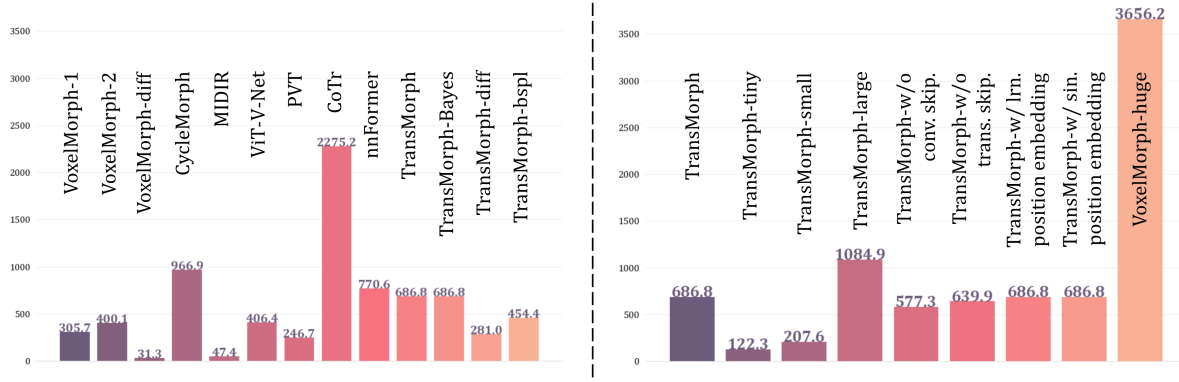 3500
3000
2500
2000
1500
1000
500
0
VoxelMorph-1
VoxelMorph-2
VoxelMorph-diff
CycleMorph
MIDIR
ViT-V-Net
PVT
CoTr
nnFormer
TransMorph
TransMorph-Bayes
TransMorph-diff
TransMorph-bspl
305.7
400.1
31.3
966.9
47.4
406.4
246.7
2275.2
770.6
686.8
686.8
281.0
454.4
3500
3000
2500
2000
1500
1000
500
0
TransMorph
TransMorph-tiny
TransMorph-small
TransMorph-large
TransMorph-w/o
conv. skip.
TransMorph-w/o
trans. skip.
TransMorph-w/ lrn.
position embedding
TransMorph-w/ sin.
position embedding
VoxelMorph-huge
686.8
122.3
207.6
1084.9
577.3
639.9
686.8
686.8
3656.2